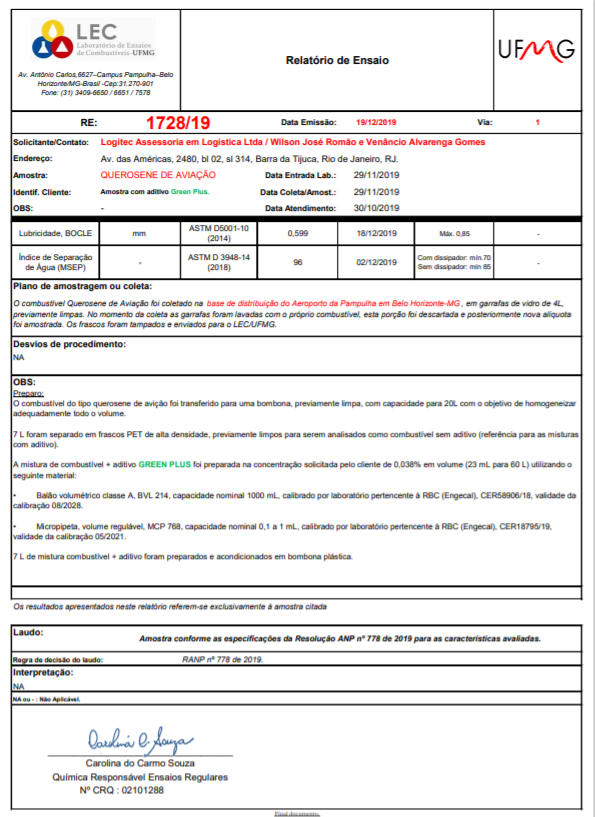 LEC
Laboratório de Ensaios
de Combustíveis-UFMG
Av. Antônio Carlos,6627–Campus Pampulha–Belo
Horizonte/MG-Brasil -Cep:31.270-901
Fone: (31) 3409-6650 / 6651 / 7578
Relatório de Ensaio
UFMG
RE: 1728/19 Data Emissão: 19/12/2019 Via: 1
Solicitante/Contato: Logitec Assessoria em Logística Ltda / Wilson José Romão e Venâncio Alvarenga Gomes
Endereço: Av. das Américas, 2480, bl 02, sl 314, Barra da Tijuca, Rio de Janeiro, RJ.
Amostra: QUEROSENE DE AVIAÇÃO Data Entrada Lab.: 29/11/2019
Identif. Cliente: Amostra com aditivo Green Plus. Data Coleta/Amost.: 29/11/2019
OBS: - Data Atendimento: 30/10/2019
Lubricidade, BOCLE mm ASTM D5001-10 (2014) 0,599 18/12/2019 Máx. 0,85 -
Índice de Separação de Água (MSEP) - ASTM D 3948-14 (2018) 96 02/12/2019 Com dissipador: mín.70 Sem dissipador: mín 85 -
Plano de amostragem ou coleta:
O combustível Querosene de Aviação foi coletado na base de distribuição do Aeroporto da Pampulha em Belo Horizonte-MG , em garrafas de vidro de 4L,
previamente limpas. No momento da coleta as garrafas foram lavadas com o próprio combustível, esta porção foi descartada e posteriormente nova alíquota
foi amostrada. Os frascos foram tampados e enviados para o LEC/UFMG.
Desvios de procedimento:
NA
OBS:
Preparo:
O combustível do tipo querosene de avição foi transferido para uma bombona, previamente limpa, com capacidade para 20L com o objetivo de homogeneizar
adequadamente todo o volume.
7 L foram separado em frascos PET de alta densidade, previamente limpos para serem analisados como combustível sem aditivo (referência para as misturas
com aditivo).
A mistura de combustível + aditivo GREEN PLUS foi preparada na concentração solicitada pelo cliente de 0,038% em volume (23 mL para 60 L) utilizando o
seguinte material:
• Balão volumétrico classe A, BVL 214, capacidade nominal 1000 mL, calibrado por laboratório pertencente à RBC (Engecal), CER58906/18, validade da
calibração 08/2028.
• Micropipeta, volume regulável, MCP 768, capacidade nominal 0,1 a 1 mL, calibrado por laboratório pertencente à RBC (Engecal), CER18795/19,
validade da calibração 05/2021.
7 L de mistura combustível + aditivo foram preparados e acondicionados em bombona plástica.
Os resultados apresentados neste relatório referem-se exclusivamente à amostra citada
Laudo:
Amostra conforme as especificações da Resolução ANP nº 778 de 2019 para as características avaliadas.
Regra de decisão do laudo: RANP nº 778 de 2019.
Interpretação:
NA
NA ou - : Não Aplicável.
Carolina C. Souza
Carolina do Carmo Souza
Química Responsável Ensaios Regulares
Nº CRQ : 02101288
Final documento.